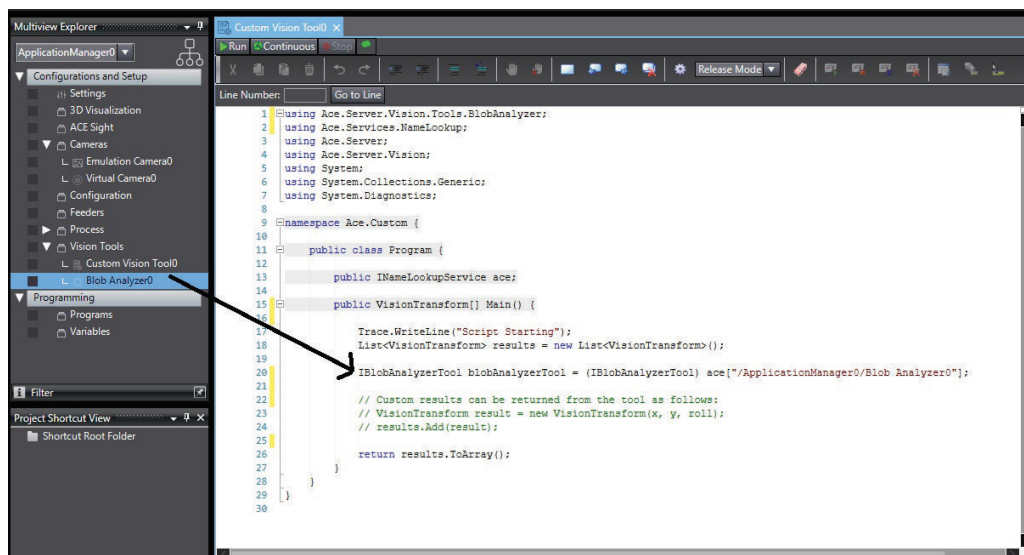 Multiview Explorer
ApplicationManager0
Configurations and Setup
Settings
3D Visualization
ACE Sight
Cameras
Emulation Camera0
Virtual Camera0
Configuration
Feeders
Process
Vision Tools
Custom Vision Tool0
Blob Analyzer0
Programming
Programs
Variables
Filter
Project Shortcut View
Shortcut Root Folder
Custom Vision Tool0
Run Continuous Stop
Release Mode
Line Number: Go to Line
1 using Ace.Server.Vision.Tools.BlobAnalyzer;
2 using Ace.Services.NameLookup;
3 using Ace.Server;
4 using Ace.Server.Vision;
5 using System;
6 using System.Collections.Generic;
7 using System.Diagnostics;
8
9 namespace Ace.Custom {
10
11 public class Program {
12
13 public INameLookupService ace;
14
15 public VisionTransform[] Main() {
16
17 Trace.WriteLine("Script Starting");
18 List<VisionTransform> results = new List<VisionTransform>();
19
20 IBlobAnalyzerTool blobAnalyzerTool = (IBlobAnalyzerTool) ace["/ApplicationManager0/Blob Analyzer0"];
21
22 // Custom results can be returned from the tool as follows:
23 // VisionTransform result = new VisionTransform(x, y, roll);
24 // results.Add(result);
25
26 return results.ToArray();
27 }
28 }
29 }
30